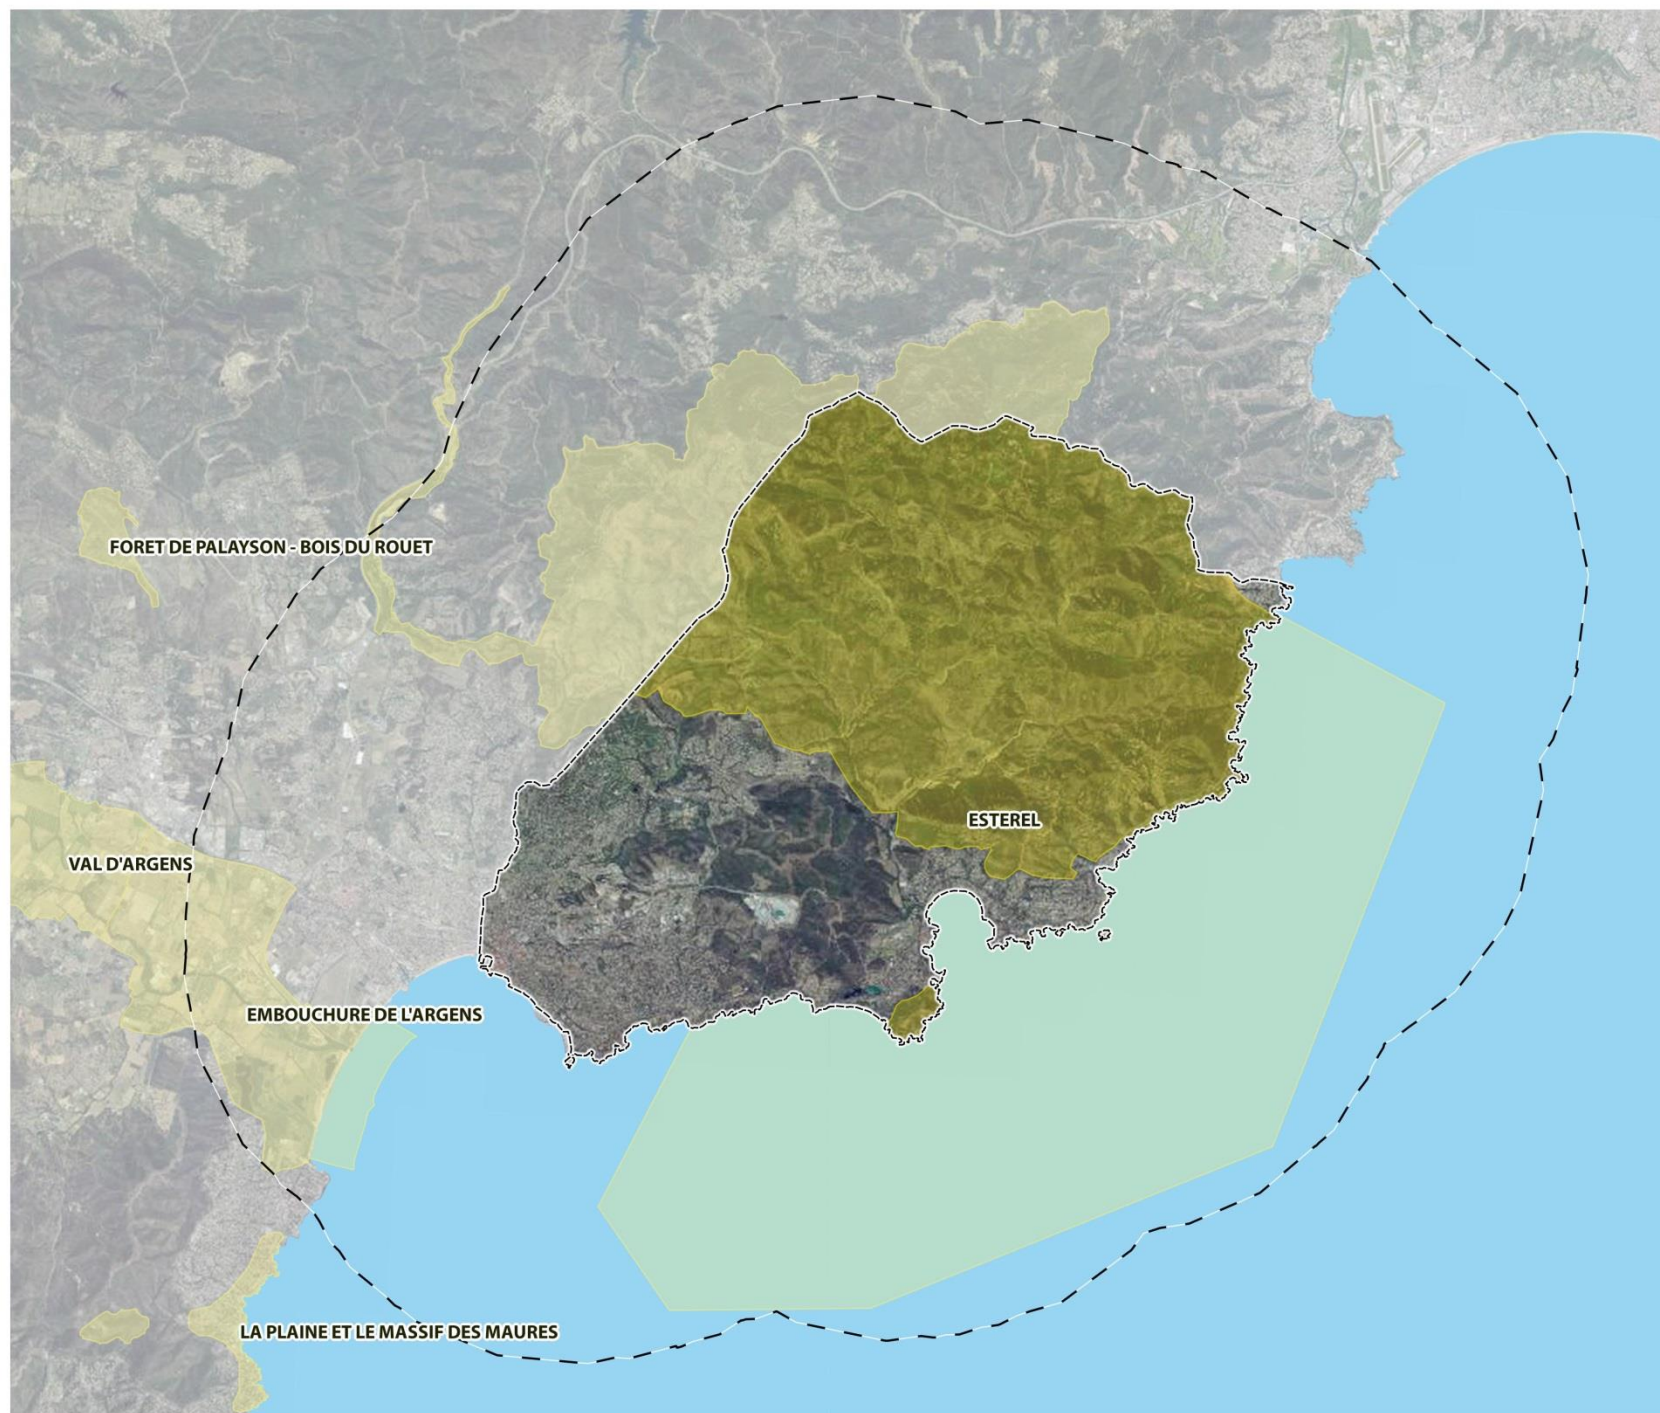 FORET DE PALAYSON - BOIS DU ROUET
ESTEREL
VAL D'ARGENS
EMBOUCHURE DE L'ARGENS
LA PLAINE ET LE MASSIF DES MAURES